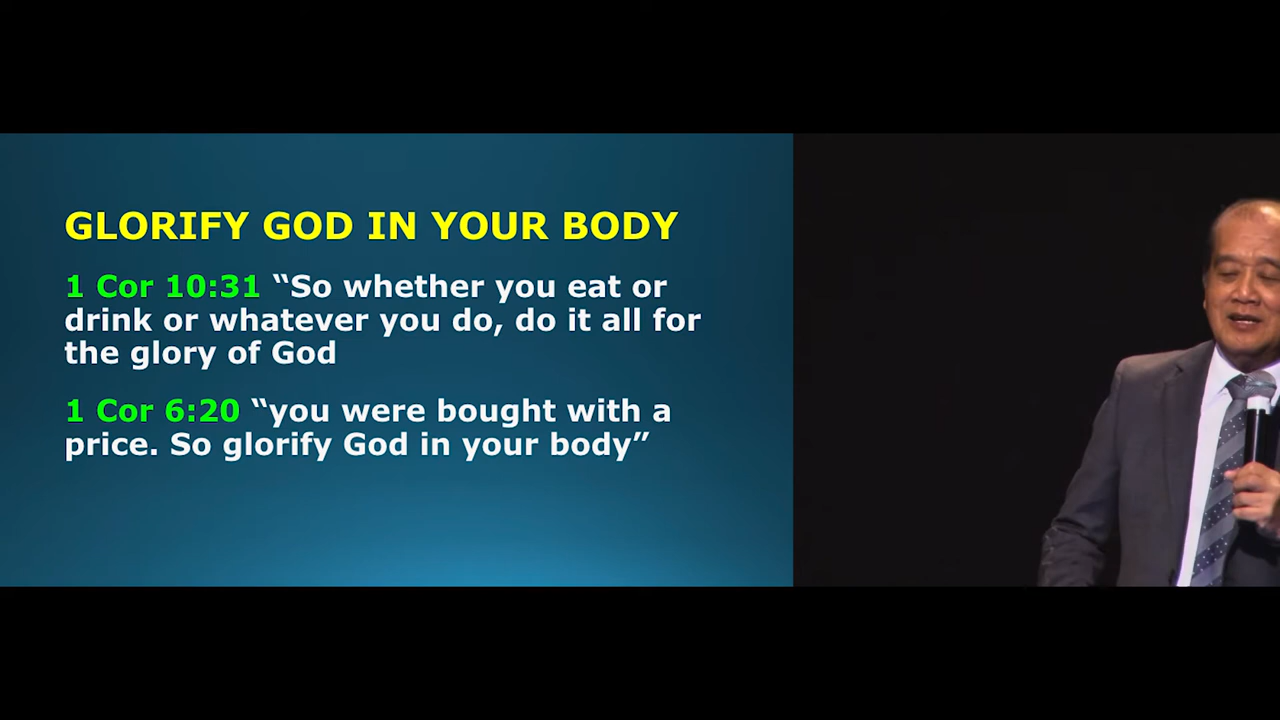 GLORIFY GOD IN YOUR BODY
1 Cor 10:31 “So whether you eat or
drink or whatever you do, do it all for
the glory of God
1 Cor 6:20 “you were bought with a
price. So glorify God in your body”